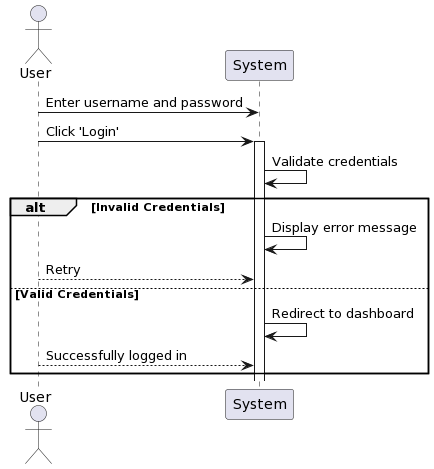 User
System
Enter username and password
Click 'Login'
Validate credentials
alt [Invalid Credentials]
Display error message
Retry
[Valid Credentials]
Redirect to dashboard
Successfully logged in
User
System